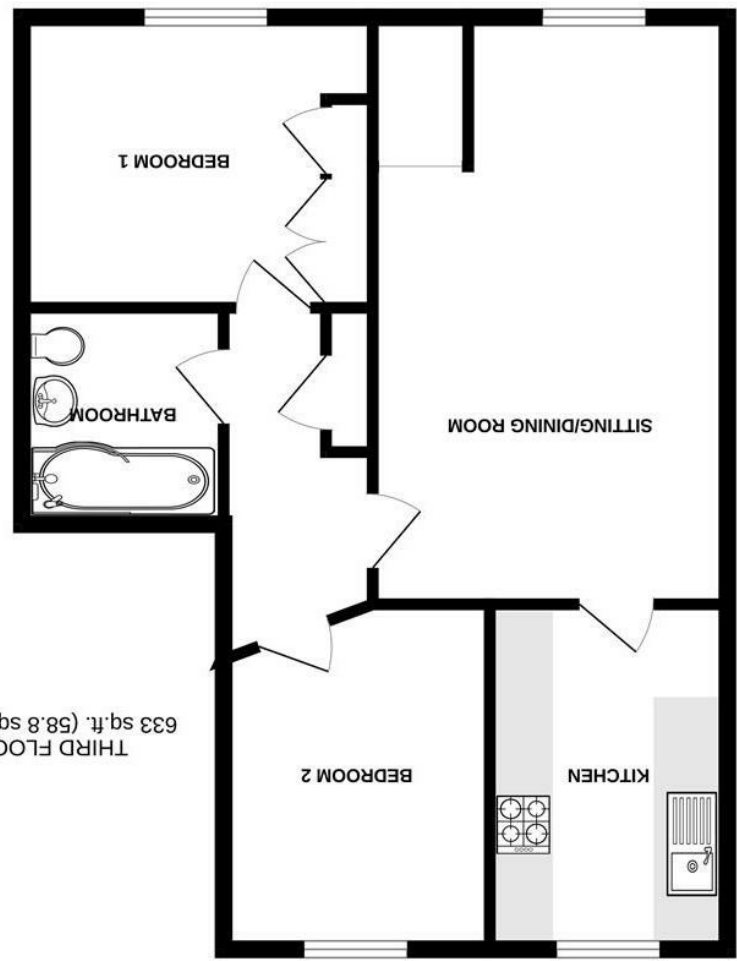 KITCHEN
BEDROOM 2
THIRD FLOO
633 sq.ft. (58.8 sq
SITTING/DINING ROOM
BATHROOM
BEDROOM 1